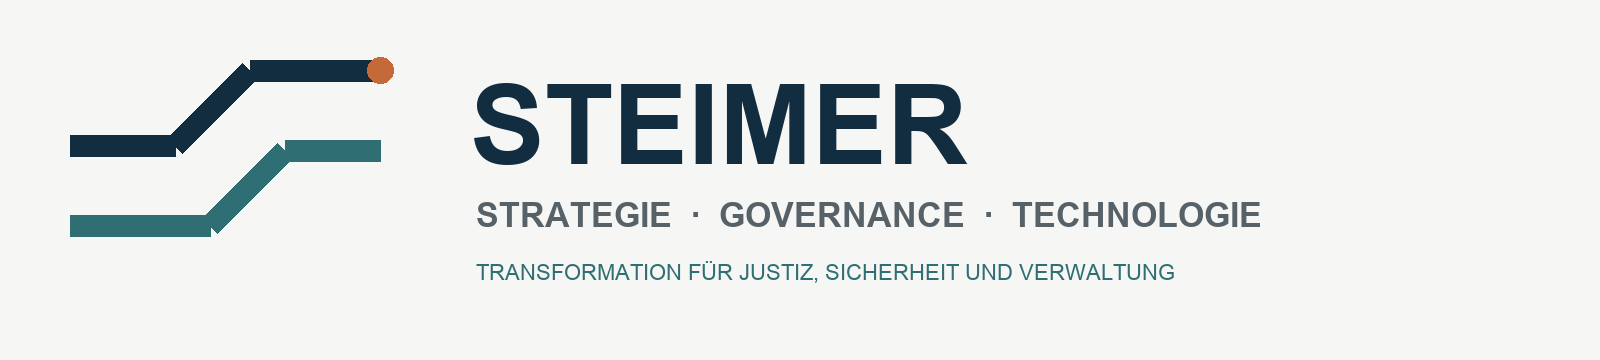 STEIMER
STRATEGIE · GOVERNANCE · TECHNOLOGIE
TRANSFORMATION FÜR JUSTIZ, SICHERHEIT UND VERWALTUNG